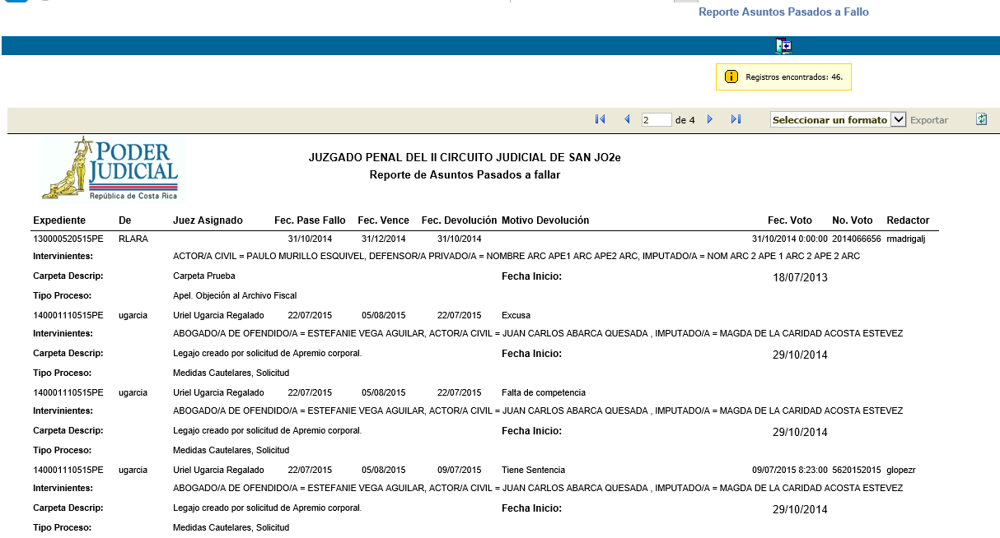 Reporte Asuntos Pasados a Fallo
Registros encontrados: 46.
2 de 4 Seleccionar un formato Exportar
PODER
JUDICIAL
República de Costa Rica
JUZGADO PENAL DEL II CIRCUITO JUDICIAL DE SAN JO2e
Reporte de Asuntos Pasados a fallar
Expediente De Juez Asignado Fec. Pase Fallo Fec. Vence Fec. Devolución Motivo Devolución Fec. Voto No. Voto Redactor
130000520515PE RLARA 31/10/2014 31/12/2014 31/10/2014 31/10/2014 0:00:00 2014066656 rmadrigalj
Intervinientes: ACTOR/A CIVIL = PAULO MURILLO ESQUIVEL, DEFENSOR/A PRIVADO/A = NOMBRE ARC APE1 ARC APE2 ARC, IMPUTADO/A = NOM ARC 2 APE 1 ARC 2 APE 2 ARC
Carpeta Descrip: Carpeta Prueba Fecha Inicio: 18/07/2013
Tipo Proceso: Apel. Objeción al Archivo Fiscal
140001110515PE ugarcia Uriel Ugarcia Regalado 22/07/2015 05/08/2015 22/07/2015 Excusa
Intervinientes: ABOGADO/A DE OFENDIDO/A = ESTEFANIE VEGA AGUILAR, ACTOR/A CIVIL = JUAN CARLOS ABARCA QUESADA , IMPUTADO/A = MAGDA DE LA CARIDAD ACOSTA ESTEVEZ
Carpeta Descrip: Legajo creado por solicitud de Apremio corporal. Fecha Inicio: 29/10/2014
Tipo Proceso: Medidas Cautelares, Solicitud
140001110515PE ugarcia Uriel Ugarcia Regalado 22/07/2015 05/08/2015 22/07/2015 Falta de competencia
Intervinientes: ABOGADO/A DE OFENDIDO/A = ESTEFANIE VEGA AGUILAR, ACTOR/A CIVIL = JUAN CARLOS ABARCA QUESADA , IMPUTADO/A = MAGDA DE LA CARIDAD ACOSTA ESTEVEZ
Carpeta Descrip: Legajo creado por solicitud de Apremio corporal. Fecha Inicio: 29/10/2014
Tipo Proceso: Medidas Cautelares, Solicitud
140001110515PE ugarcia Uriel Ugarcia Regalado 22/07/2015 05/08/2015 09/07/2015 Tiene Sentencia 09/07/2015 8:23:00 5620152015 glopezr
Intervinientes: ABOGADO/A DE OFENDIDO/A = ESTEFANIE VEGA AGUILAR, ACTOR/A CIVIL = JUAN CARLOS ABARCA QUESADA , IMPUTADO/A = MAGDA DE LA CARIDAD ACOSTA ESTEVEZ
Carpeta Descrip: Legajo creado por solicitud de Apremio corporal. Fecha Inicio: 29/10/2014
Tipo Proceso: Medidas Cautelares, Solicitud